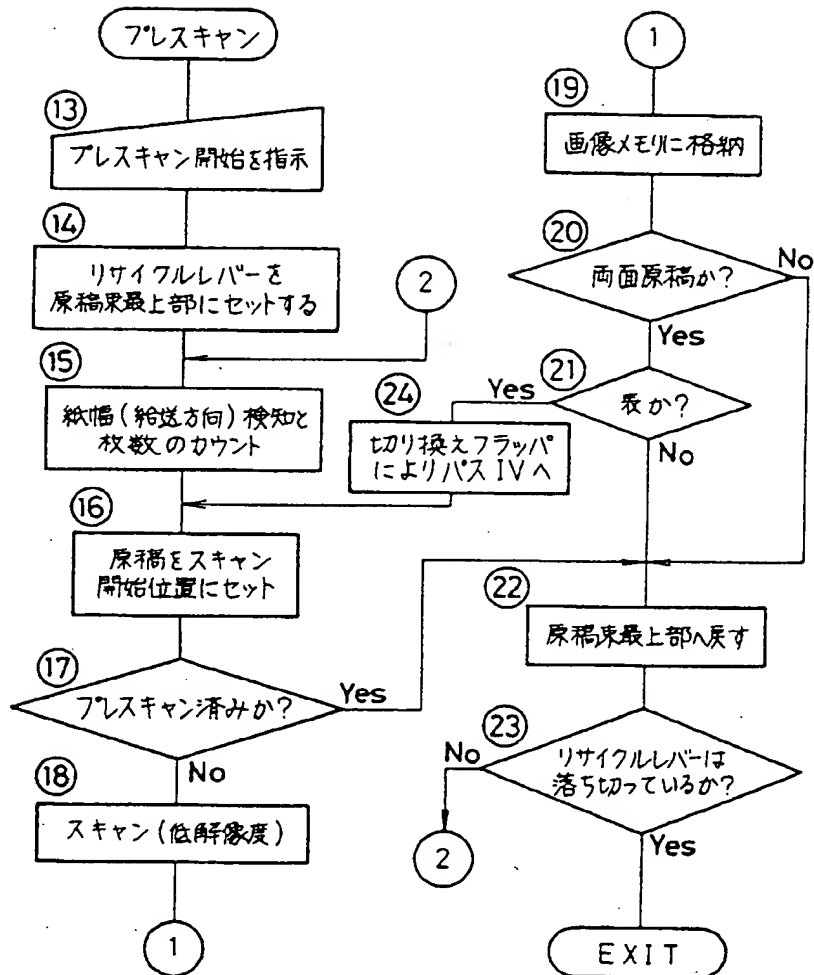 プレスキャン
13
プレスキャン開始を指示
14
リサイクルレバーを
原稿束最上部にセットする
2
15
紙幅(給送方向)検知と
枚数のカウント
16
原稿をスキャン
開始位置にセット
17
プレスキャン済みか?
Yes
No
18
スキャン(低解像度)
1
1
19
画像メモリに格納
20
両面原稿か?
No
Yes
21
表か?
Yes
No
24
切り換えフラッパ
によりパスIVへ
22
原稿束最上部へ戻す
23
リサイクルレバーは
落ち切っているか?
No
2
Yes
EXIT